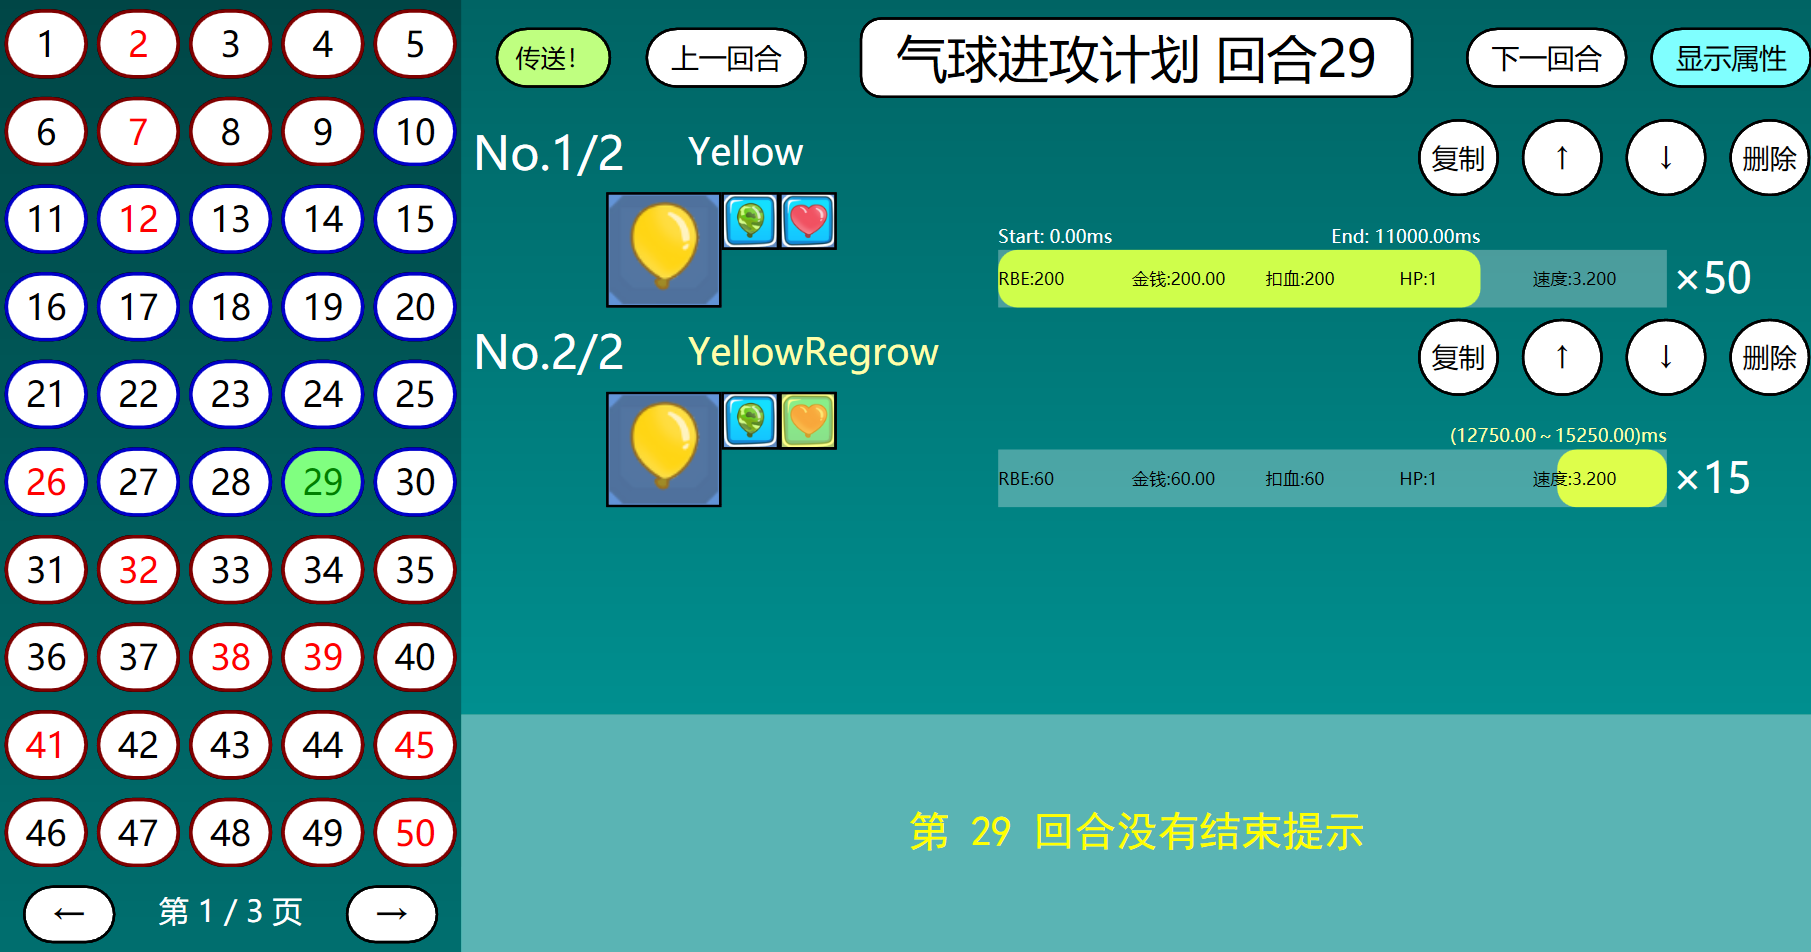 1 2 3 4 5
6 7 8 9 10
11 12 13 14 15
16 17 18 19 20
21 22 23 24 25
26 27 28 29 30
31 32 33 34 35
36 37 38 39 40
41 42 43 44 45
46 47 48 49 50
← 第 1 / 3 页 →
传送! 上一回合 气球进攻计划 回合29 下一回合 显示属性
No.1/2 Yellow 复制 ↑ ↓ 删除
Start: 0.00ms End: 11000.00ms
RBE:200 金钱:200.00 扣血:200 HP:1 速度:3.200 ×50
No.2/2 YellowRegrow 复制 ↑ ↓ 删除
(12750.00 ~ 15250.00)ms
RBE:60 金钱:60.00 扣血:60 HP:1 速度:3.200 ×15
第 29 回合没有结束提示